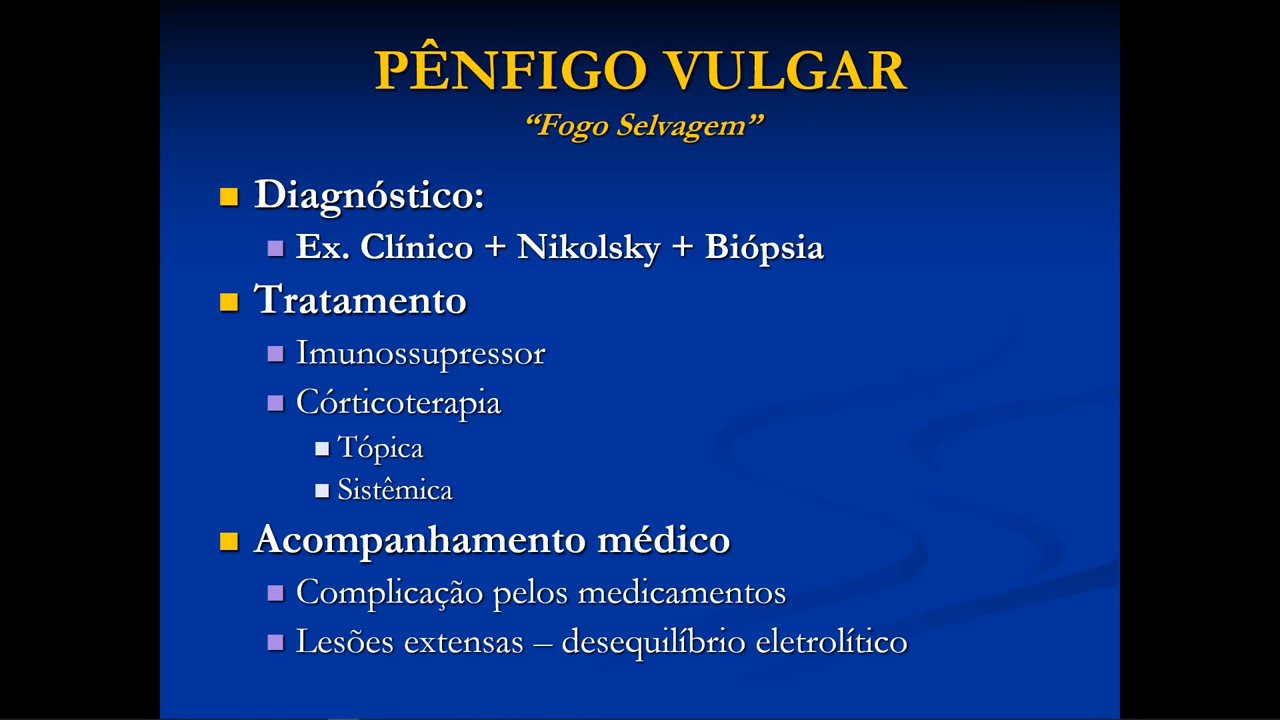 PÊNFIGO VULGAR
“Fogo Selvagem”
Diagnóstico:
Ex. Clínico + Nikolsky + Biópsia
Tratamento
Imunossupressor
Córticoterapia
Tópica
Sistêmica
Acompanhamento médico
Complicação pelos medicamentos
Lesões extensas – desequilíbrio eletrolítico